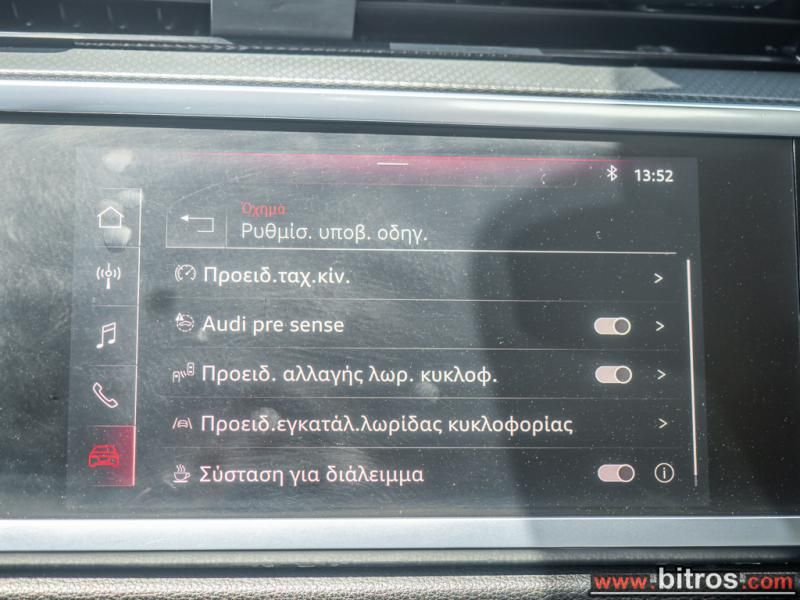 13:52
Όχημα
Ρυθμίσ. υποβ. οδηγ.
Προειδ.ταχ.κίν.
Audi pre sense
Προειδ. αλλαγής λωρ. κυκλοφ.
Προειδ.εγκατάλ.λωρίδας κυκλοφορίας
Σύσταση για διάλειμμα
www.bitros.com